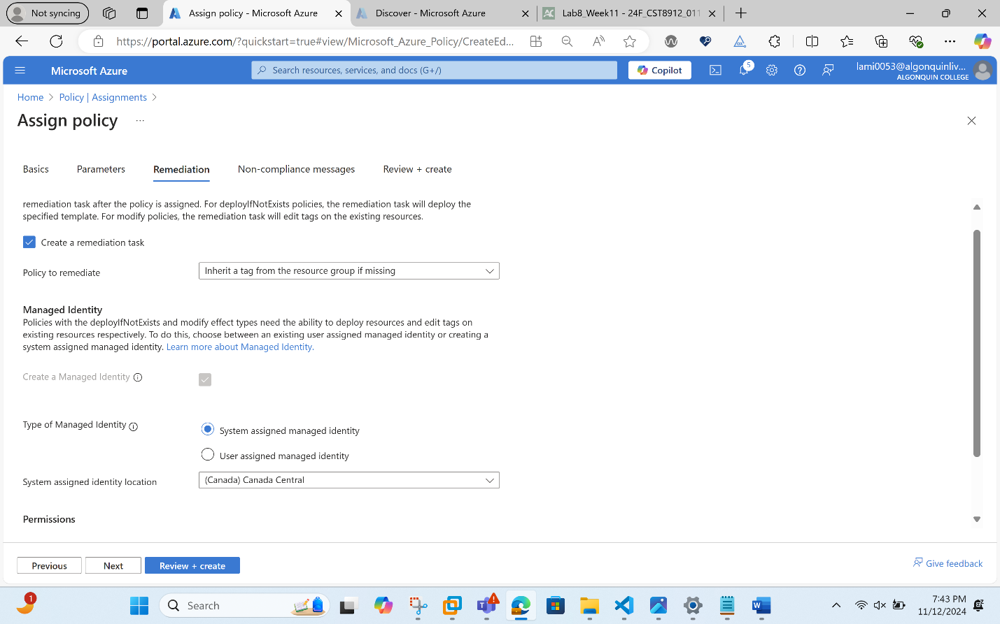 Not syncing
Assign policy - Microsoft Azure
Discover - Microsoft Azure
Lab8_Week11 - 24F_CST8912_011
https://portal.azure.com/?quickstart=true#view/Microsoft_Azure_Policy/CreateEd...
Microsoft Azure
Search resources, services, and docs (G+/)
Copilot
5
lami0053@algonquinliv...
ALGONQUIN COLLEGE
Home > Policy | Assignments >
Assign policy ...
Basics
Parameters
Remediation
Non-compliance messages
Review + create
remediation task after the policy is assigned. For deployIfNotExists policies, the remediation task will deploy the
specified template. For modify policies, the remediation task will edit tags on the existing resources.
Create a remediation task
Policy to remediate
Inherit a tag from the resource group if missing
Managed Identity
Policies with the deployIfNotExists and modify effect types need the ability to deploy resources and edit tags on
existing resources respectively. To do this, choose between an existing user assigned managed identity or creating a
system assigned managed identity. Learn more about Managed Identity.
Create a Managed Identity
Type of Managed Identity
System assigned managed identity
User assigned managed identity
System assigned identity location
(Canada) Canada Central
Permissions
Previous
Next
Review + create
Give feedback
1
Search
7:43 PM
11/12/2024